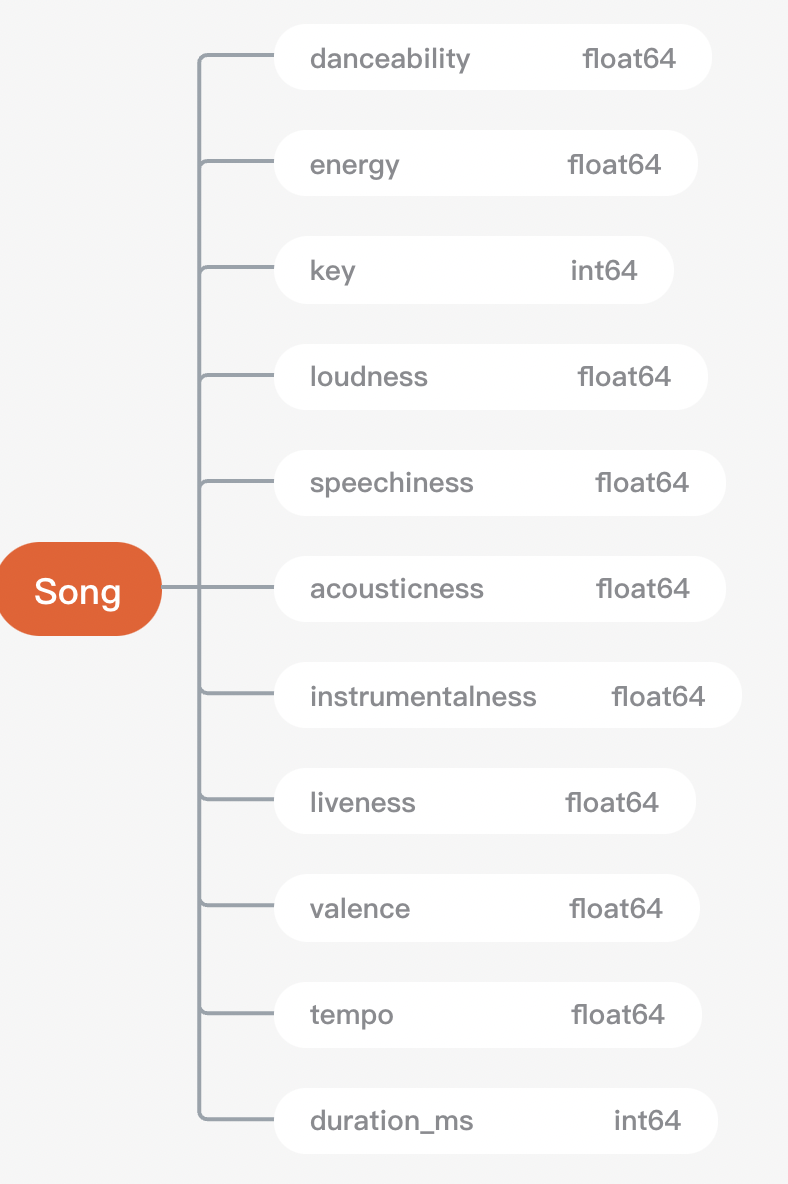 danceability float64
energy float64
key int64
loudness float64
speechiness float64
Song
acousticness float64
instrumentalness float64
liveness float64
valence float64
tempo float64
duration_ms int64